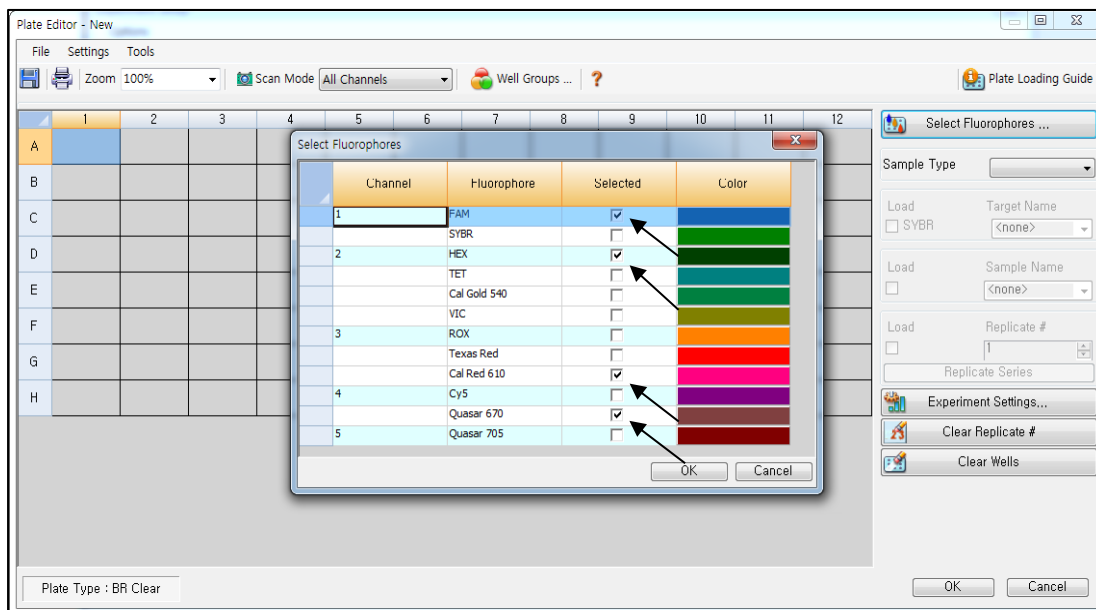 Plate Editor - New
File Settings Tools
Zoom 100% Scan Mode All Channels Well Groups ... ? Plate Loading Guide
1 2 3 4 5 6 7 8 9 10 11 12
A
B
C
D
E
F
G
H
Select Fluorophores
Channel Fluorophore Selected Color
1 FAM
SYBR
2 HEX
TET
Cal Gold 540
VIC
3 ROX
Texas Red
Cal Red 610
4 Cy5
Quasar 670
5 Quasar 705
OK Cancel
Select Fluorophores ...
Sample Type
Load Target Name
SYBR <none>
Load Sample Name
<none>
Load Replicate #
1
Replicate Series
Experiment Settings...
Clear Replicate #
Clear Wells
Plate Type : BR Clear
OK Cancel